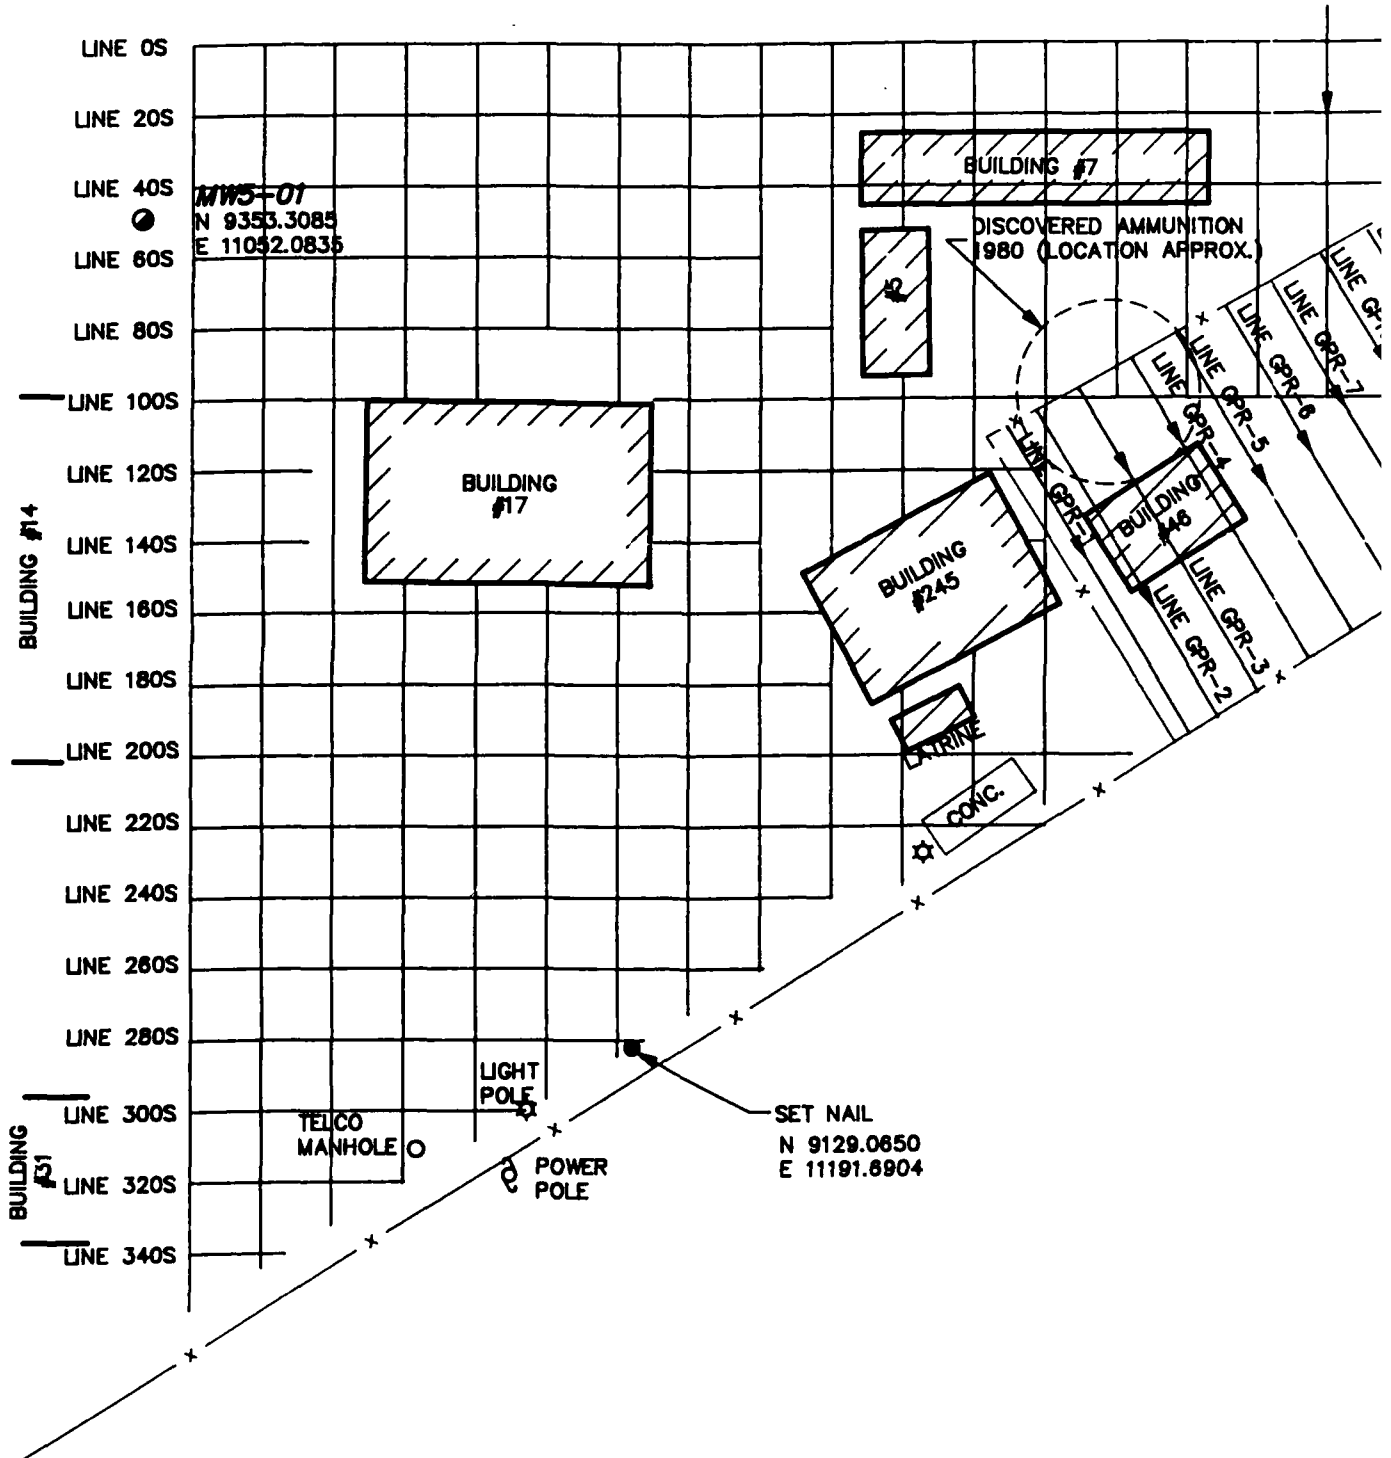 LINE 0S
LINE 20S
LINE 40S
MW5-01
N 9353.3085
E 11052.0835
LINE 60S
LINE 80S
LINE 100S
LINE 120S
LINE 140S
LINE 160S
LINE 180S
LINE 200S
LINE 220S
LINE 240S
LINE 260S
LINE 280S
LINE 300S
LINE 320S
LINE 340S
BUILDING #14
BUILDING
#31
BUILDING #7
DISCOVERED AMMUNITION
1980 (LOCATION APPROX.)
#5
BUILDING
#17
BUILDING
#245
BUILDING
#46
LATRINE
CONC.
LINE GPR-1
LINE GPR-2
LINE GPR-3
LINE GPR-4
LINE GPR-5
LINE GPR-6
LINE GPR-7
LINE
LIGHT
POLE
TELCO
MANHOLE
POWER
POLE
SET NAIL
N 9129.0650
E 11191.6904